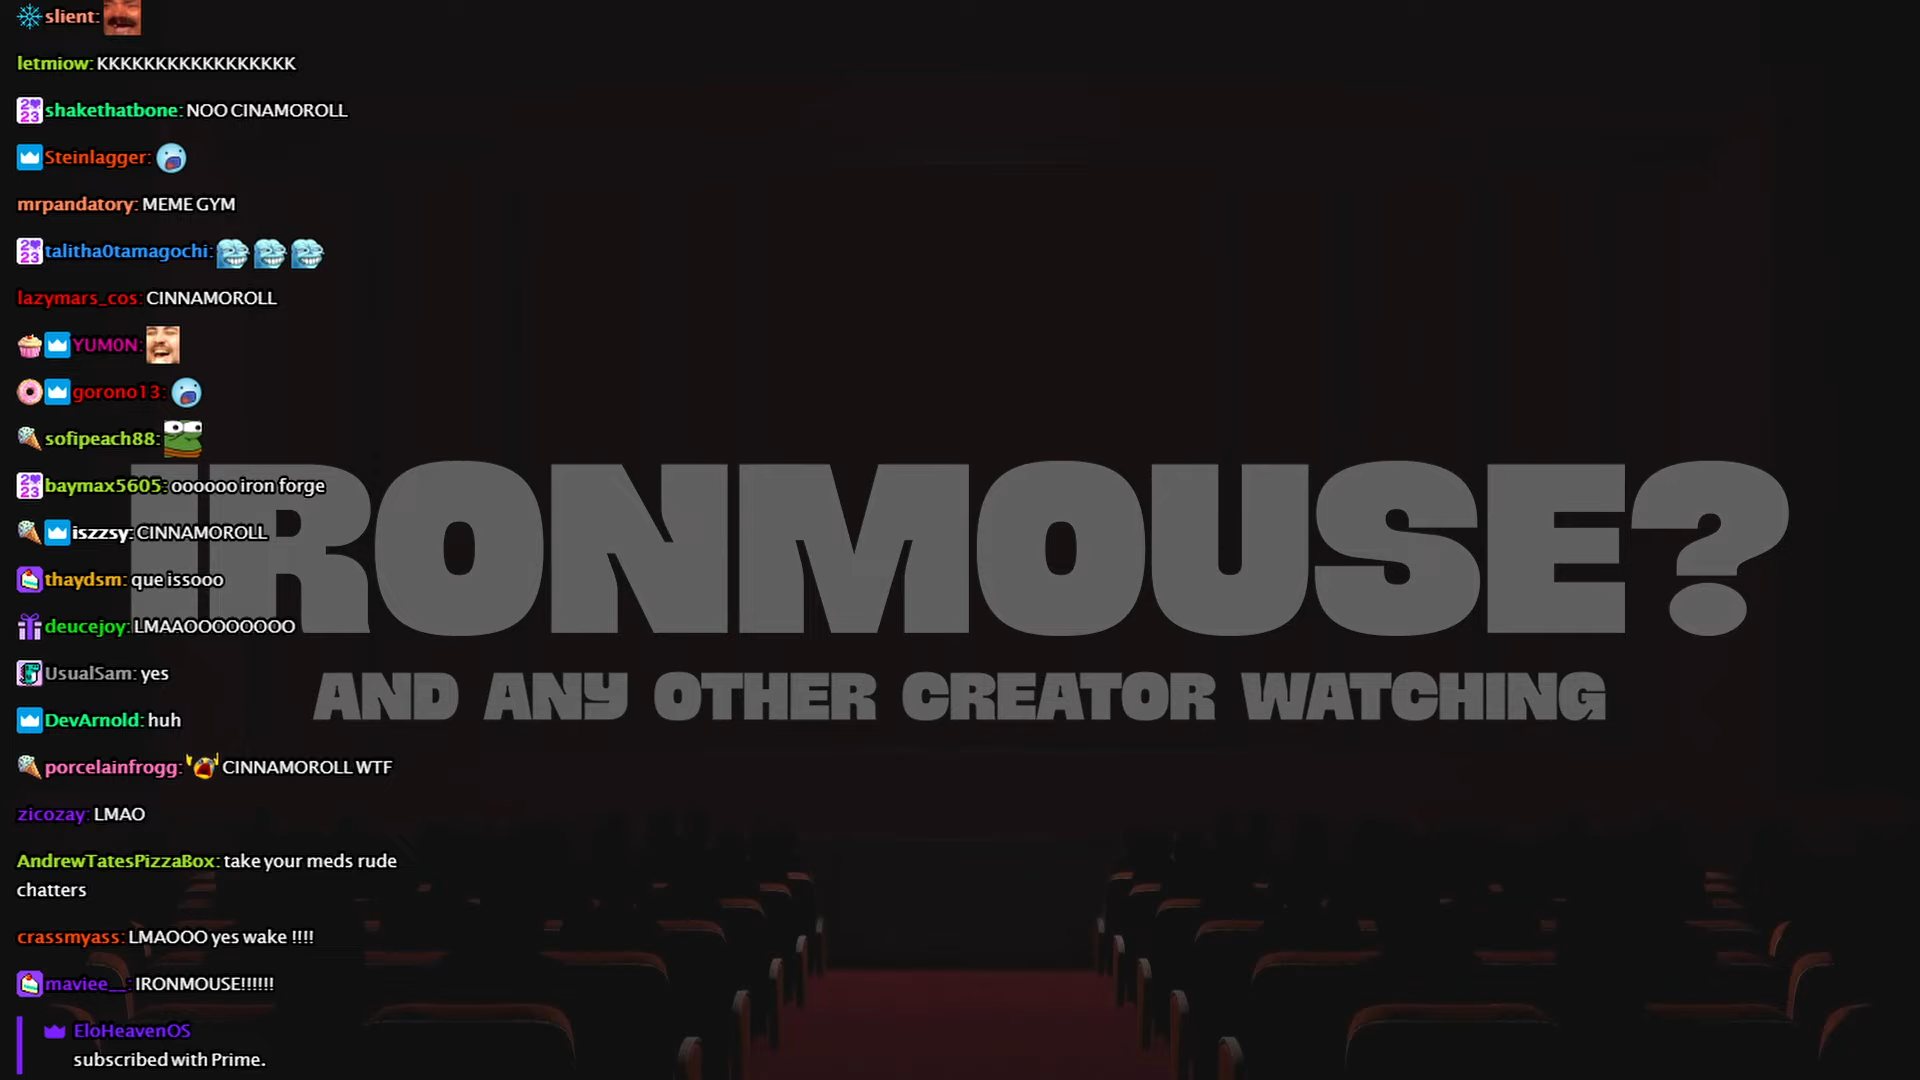 slient:
letmiow: KKKKKKKKKKKKKKKKK
shakethatbone: NOO CINAMOROLL
Steinlagger:
mrpandatory: MEME GYM
talitha0tamagochi:
lazymars_cos: CINNAMOROLL
YUM0N:
gorono13:
sofipeach88:
baymax5605: oooooo iron forge
iszzsy: CINNAMOROLL
thaydsm: que issooo
deucejoy: LMAAOOOOOOOO
UsualSam: yes
DevArnold: huh
porcelainfrogg: CINNAMOROLL WTF
zicozay: LMAO
AndrewTatesPizzaBox: take your meds rude
chatters
crassmyass: LMAOOO yes wake !!!!
maviee__: IRONMOUSE!!!!!!
EloHeavenOS
subscribed with Prime.
IRONMOUSE?
AND ANY OTHER CREATOR WATCHING